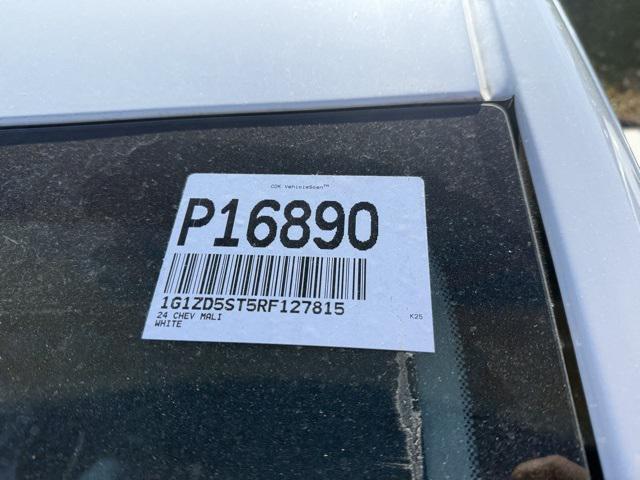 CDK VehicleScan™
P16890
1G1ZD5ST5RF127815
24 CHEV MALI
WHITE
K25